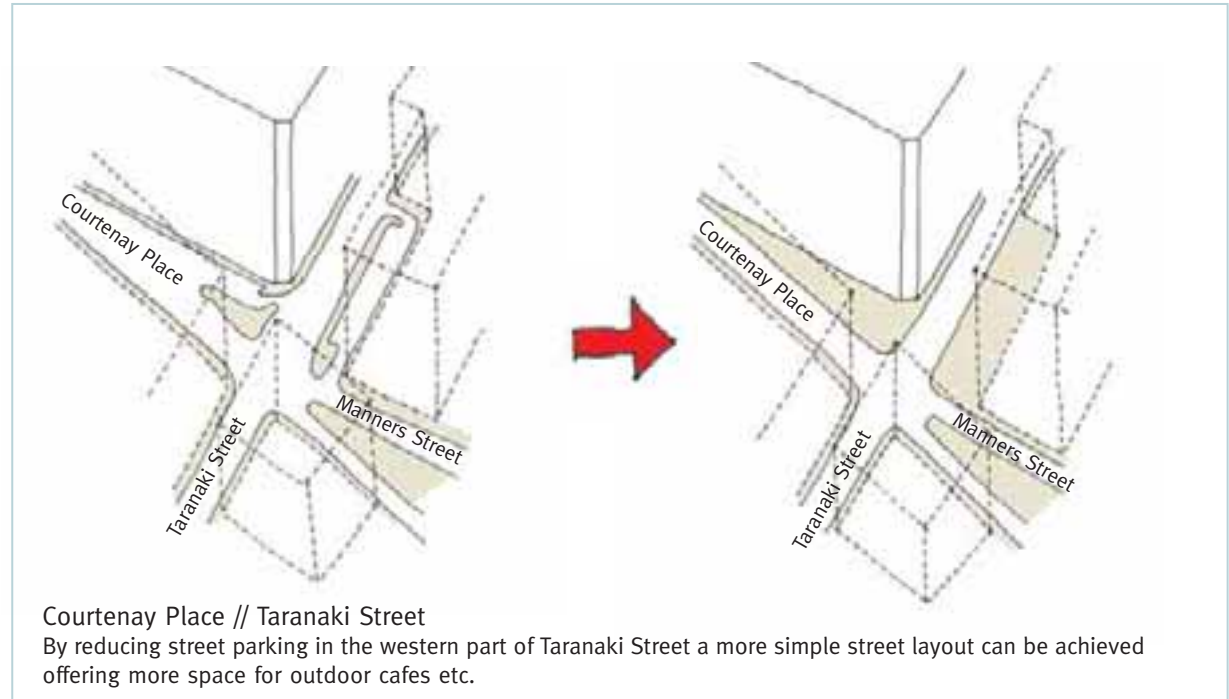 Courtenay Place
Manners Street
Taranaki Street
Courtenay Place
Manners Street
Taranaki Street
Courtenay Place // Taranaki Street
By reducing street parking in the western part of Taranaki Street a more simple street layout can be achieved
offering more space for outdoor cafes etc.